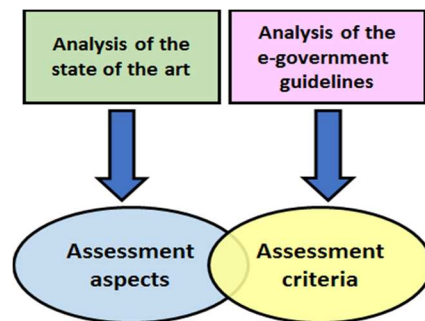 Analysis of the
state of the art
Analysis of the
e-government
guidelines
Assessment
aspects
Assessment
criteria